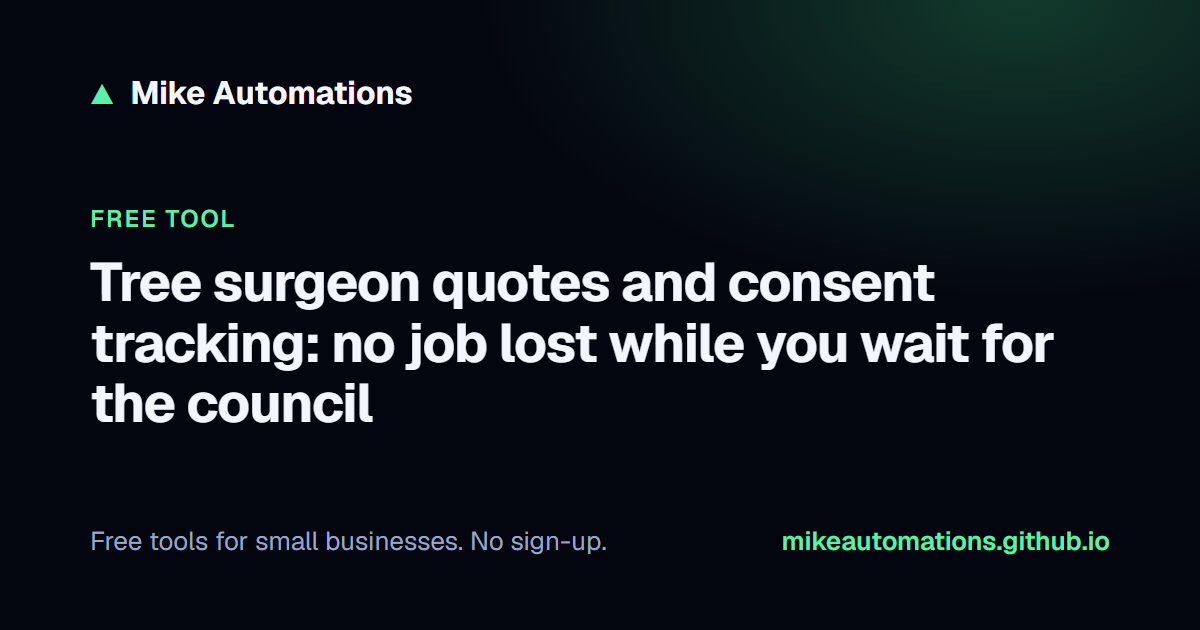 Mike Automations
FREE TOOL
Tree surgeon quotes and consent
tracking: no job lost while you wait for
the council
Free tools for small businesses. No sign-up.
mikeautomations.github.io